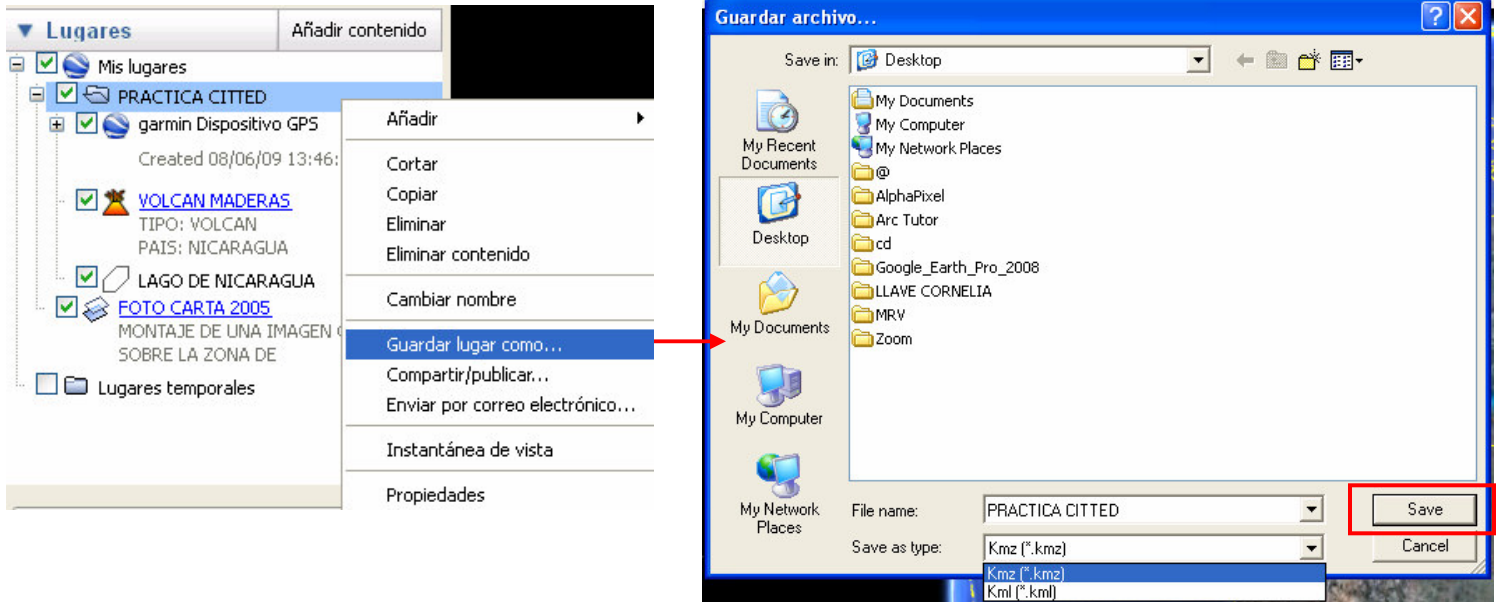 Lugares
Añadir contenido
Mis lugares
PRACTICA CITTED
garmin Dispositivo GPS
Created 08/06/09 13:46:
VOLCAN MADERAS
TIPO: VOLCAN
PAIS: NICARAGUA
LAGO DE NICARAGUA
FOTO CARTA 2005
MONTAJE DE UNA IMAGEN
SOBRE LA ZONA DE
Lugares temporales
Añadir
Cortar
Copiar
Eliminar
Eliminar contenido
Cambiar nombre
Guardar lugar como...
Compartir/publicar...
Enviar por correo electrónico...
Instantánea de vista
Propiedades
Guardar archivo...
Save in:
Desktop
My Recent
Documents
Desktop
My Documents
My Computer
My Network
Places
My Documents
My Computer
My Network Places
@
AlphaPixel
Arc Tutor
cd
Google_Earth_Pro_2008
LLAVE CORNELIA
MRV
Zoom
File name:
PRACTICA CITTED
Save
Save as type:
Kmz (*.kmz)
Cancel
Kmz (*.kmz)
Kml (*.kml)